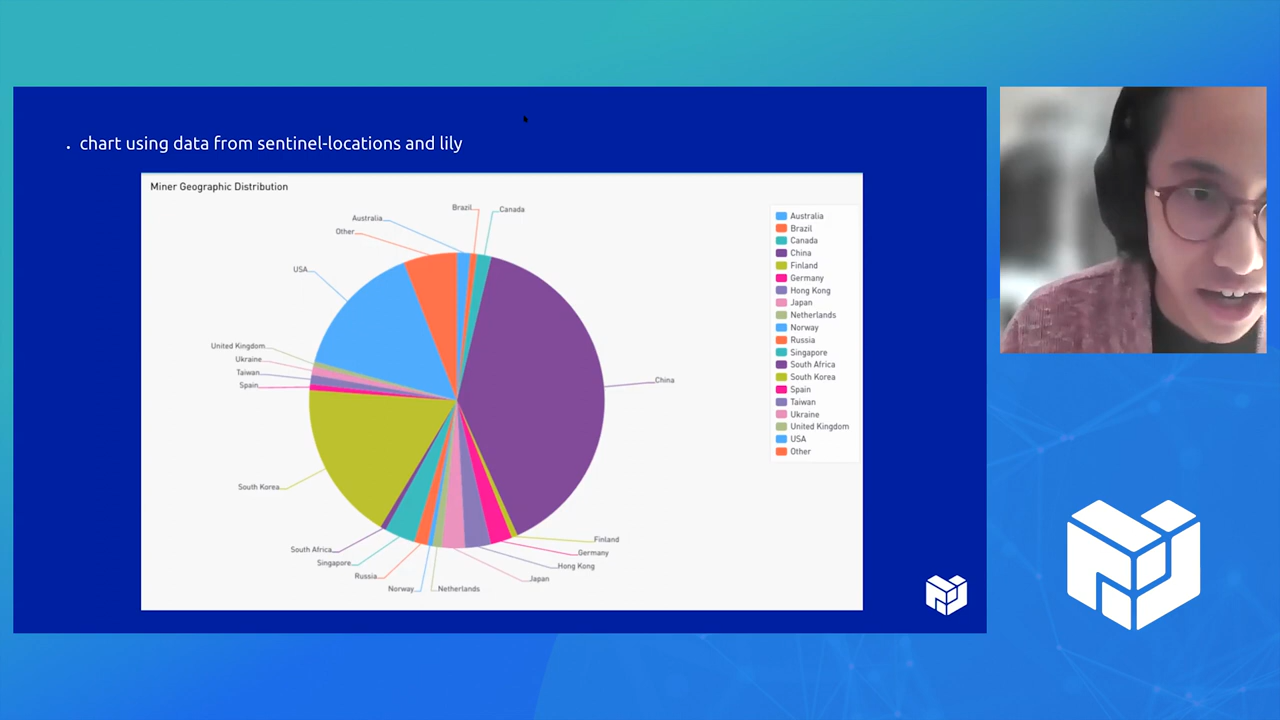 . chart using data from sentinel-locations and lily
Miner Geographic Distribution
Brazil
Canada
Australia
Other
USA
United Kingdom
Ukraine
Taiwan
Spain
China
South Korea
South Africa
Singapore
Russia
Norway
Netherlands
Japan
Hong Kong
Germany
Finland
Australia
Brazil
Canada
China
Finland
Germany
Hong Kong
Japan
Netherlands
Norway
Russia
Singapore
South Africa
South Korea
Spain
Taiwan
Ukraine
United Kingdom
USA
Other